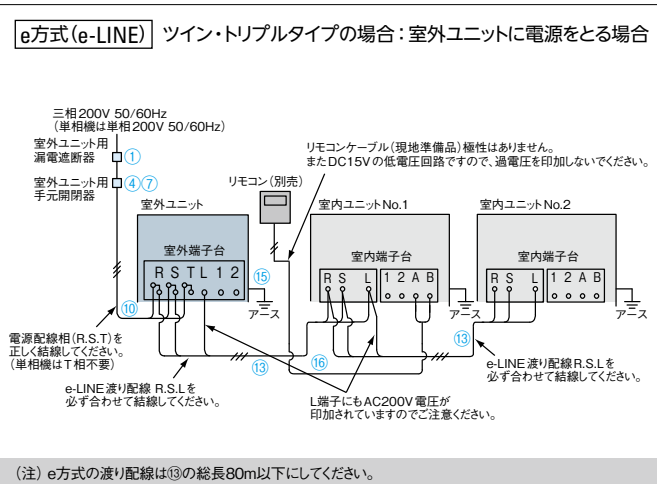 e方式(e-LINE) ツイン・トリプルタイプの場合：室外ユニットに電源をとる場合
三相200V 50/60Hz
(単相機は単相200V 50/60Hz)
室外ユニット用
漏電遮断器
①
室外ユニット用
手元開閉器
④⑦
リモコン(別売)
リモコンケーブル(現地準備品)極性はありません。
またDC15Vの低電圧回路ですので、過電圧を印加しないでください。
室外ユニット
室外端子台
R S T L 1 2
⑮
アース
室内ユニットNo.1
室内端子台
R S L 1 2 A B
アース
室内ユニットNo.2
室内端子台
R S L 1 2 A B
アース
⑩
電源配線相(R.S.T)を
正しく結線してください。
(単相機はT相不要)
e-LINE渡り配線 R.S.Lを
必ず合わせて結線してください。
⑬
⑯
L端子にもAC200V電圧が
印加されていますのでご注意ください。
⑬
e-LINE渡り配線R.S.Lを
必ず合わせて結線してください。
(注) e方式の渡り配線は⑬の総長80m以下にしてください。